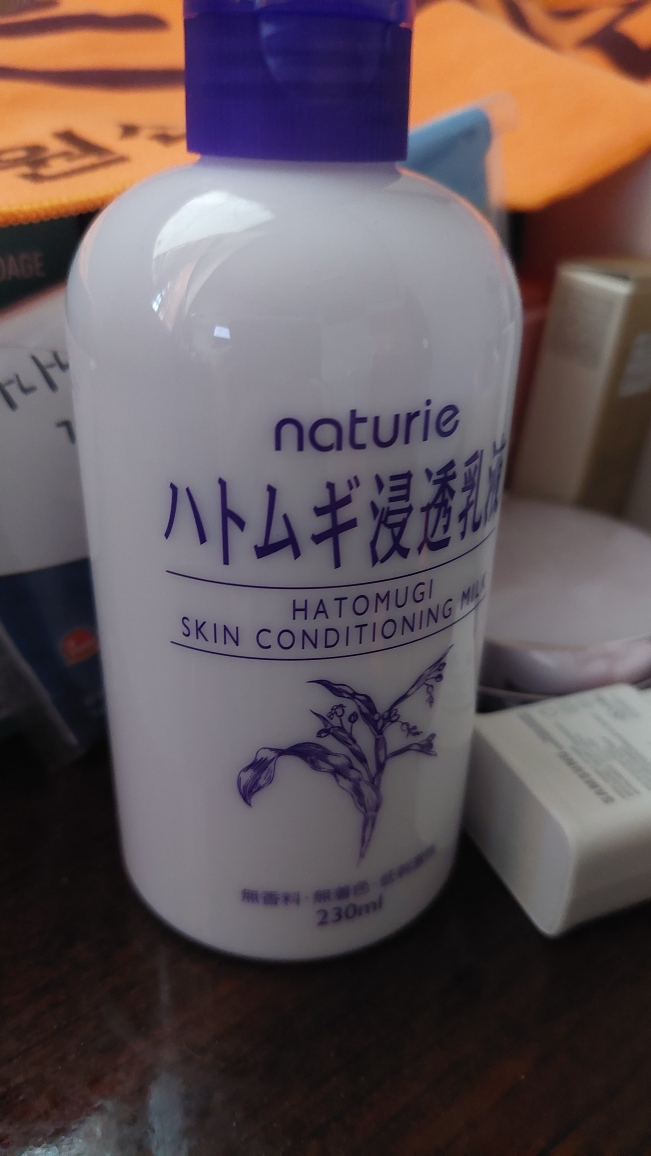 naturie
ハトムギ浸透乳液
HATOMUGI
SKIN CONDITIONING MILK
無香料・無着色・低刺激性
230ml
SAMSUNG